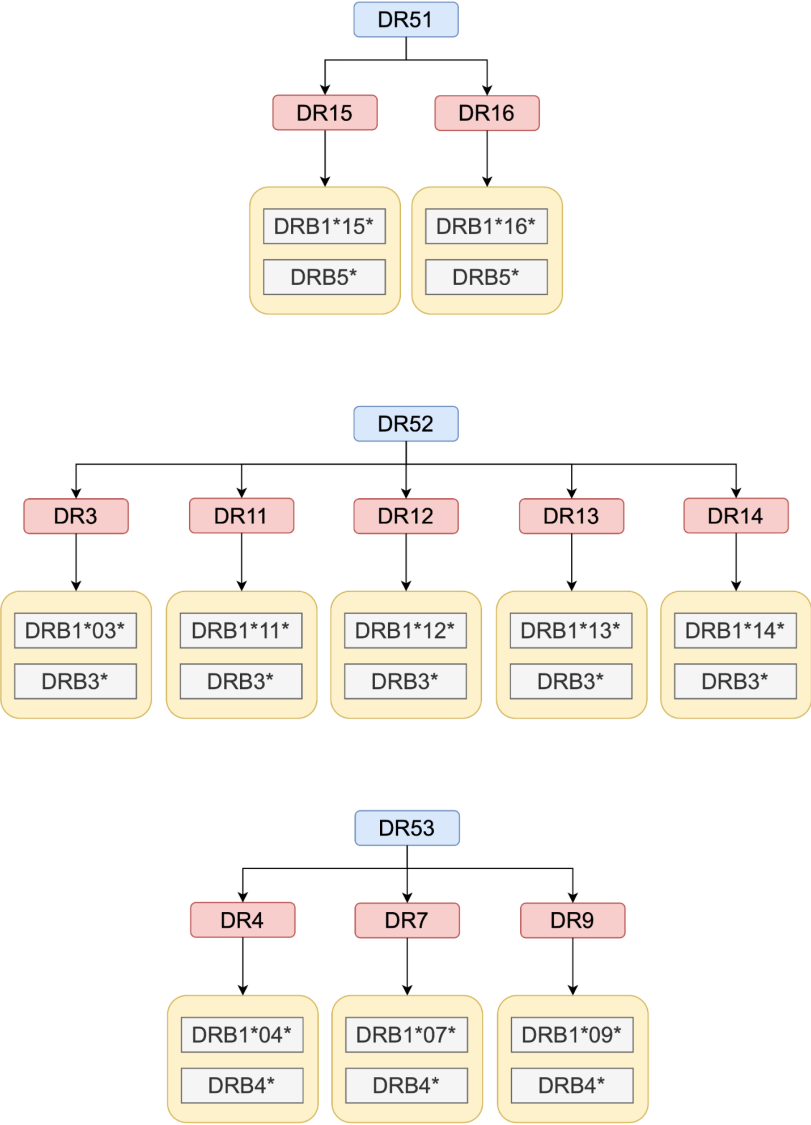 DR51
DR15 DR16
DRB1*15* DRB1*16*
DRB5* DRB5*
DR52
DR3 DR11 DR12 DR13 DR14
DRB1*03* DRB1*11* DRB1*12* DRB1*13* DRB1*14*
DRB3* DRB3* DRB3* DRB3* DRB3*
DR53
DR4 DR7 DR9
DRB1*04* DRB1*07* DRB1*09*
DRB4* DRB4* DRB4*